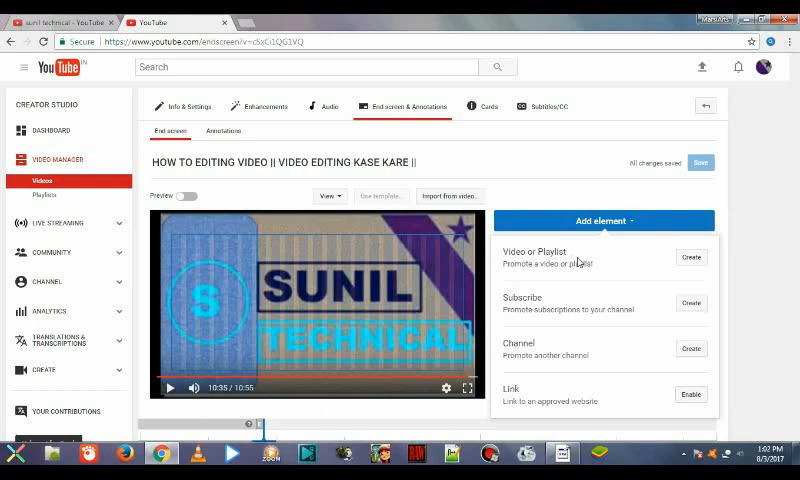 sunil technical - YouTube
YouTube
MarsiArts
Secure
https://www.youtube.com/endscreen?v=cSxCi1QG1VQ
YouTube IN
Search
CREATOR STUDIO
DASHBOARD
VIDEO MANAGER
Videos
Playlists
LIVE STREAMING
COMMUNITY
CHANNEL
ANALYTICS
TRANSLATIONS &
TRANSCRIPTIONS
CREATE
YOUR CONTRIBUTIONS
Info & Settings
Enhancements
Audio
End screen & Annotations
Cards
Subtitles/CC
End screen
Annotations
HOW TO EDITING VIDEO || VIDEO EDITING KASE KARE ||
All changes saved
Save
Preview
View
Use template...
Import from video...
S
SUNIL
TECHNICAL
10:35 / 10:55
Add element
Video or Playlist
Promote a video or playlist
Create
Subscribe
Promote subscriptions to your channel
Create
Channel
Promote another channel
Create
Link
Link to an approved website
Enable
ZOOM
1:02 PM
8/3/2017